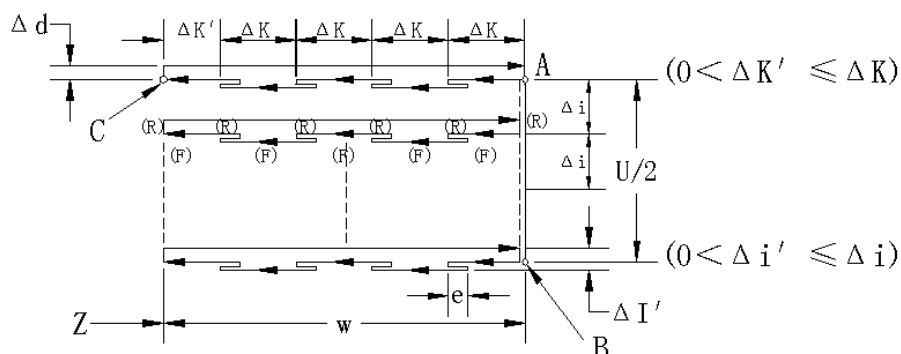 Δd
ΔK′ ΔK ΔK ΔK ΔK
A
(0< ΔK′ ≤ ΔK)
C
Δi
(R) (R) (R) (R) (R) (R)
(F) (F) (R) (F) (F)
Δi
U/2
(0< Δi′ ≤ Δi)
e
ΔI′
Z
w
B